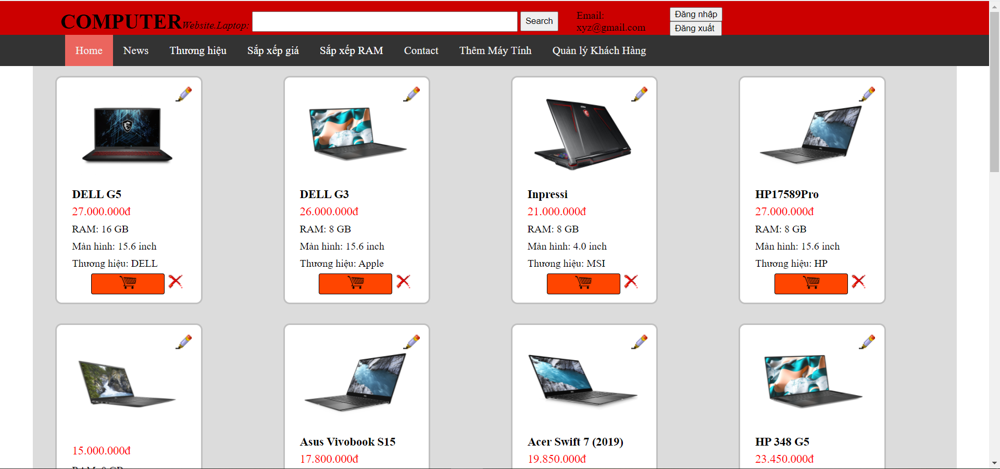 COMPUTER Website.Laptop: Search Email: xyz@gmail.com Đăng nhập
Đăng xuất
Home News Thương hiệu Sắp xếp giá Sắp xếp RAM Contact Thêm Máy Tính Quản lý Khách Hàng
DELL G5
27.000.000đ
RAM: 16 GB
Màn hình: 15.6 inch
Thương hiệu: DELL
DELL G3
26.000.000đ
RAM: 8 GB
Màn hình: 15.6 inch
Thương hiệu: Apple
Inpressi
21.000.000đ
RAM: 8 GB
Màn hình: 4.0 inch
Thương hiệu: MSI
HP17589Pro
27.000.000đ
RAM: 8 GB
Màn hình: 15.6 inch
Thương hiệu: HP
15.000.000đ
RAM: 8 GB
Asus Vivobook S15
17.800.000đ
Acer Swift 7 (2019)
19.850.000đ
HP 348 G5
23.450.000đ